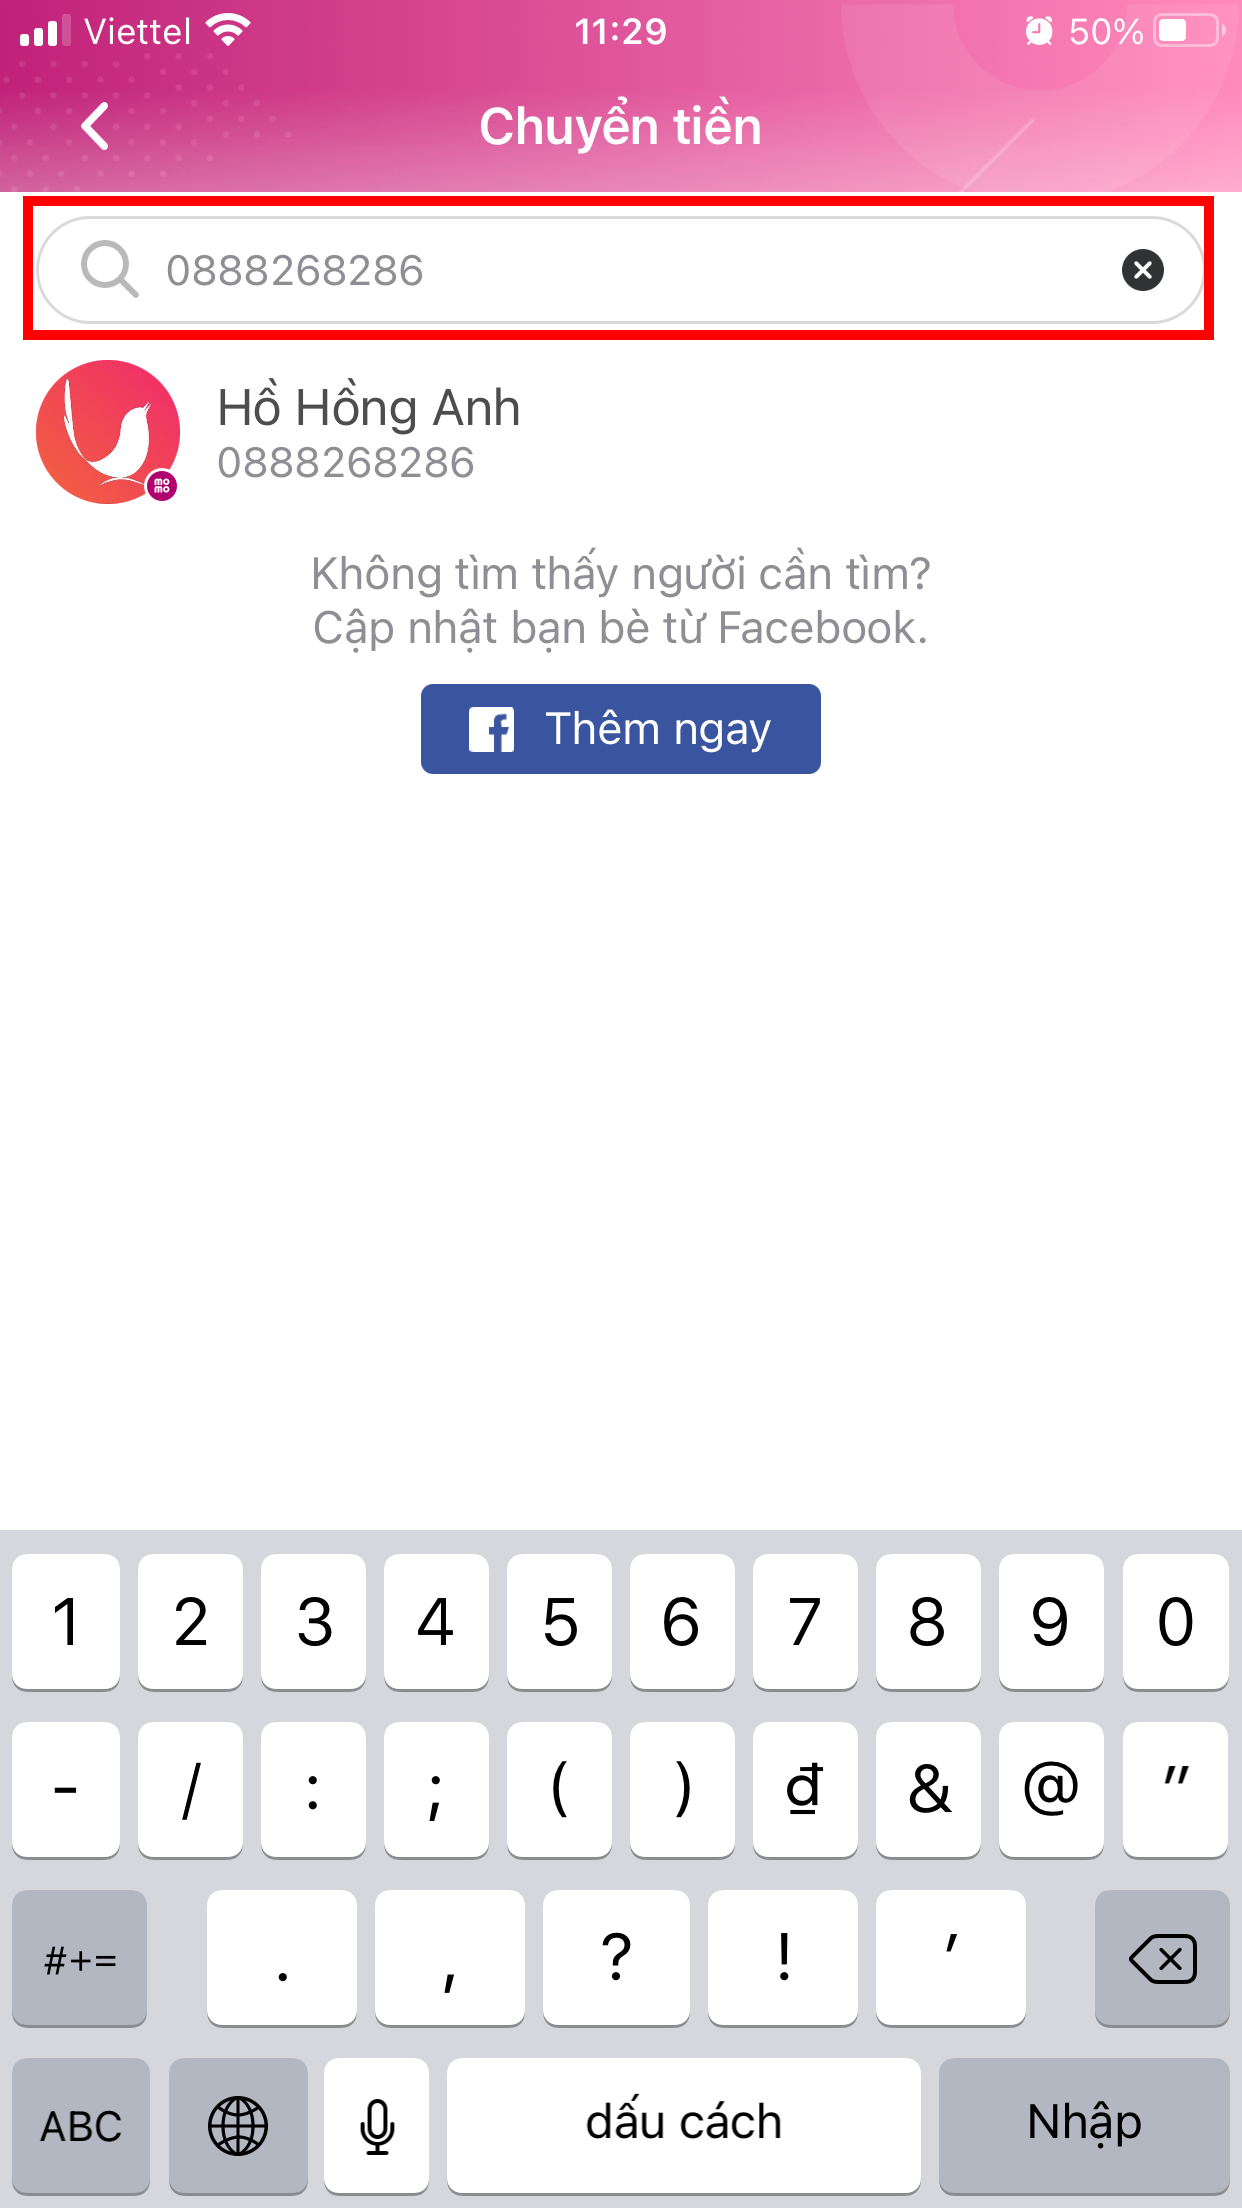 Viettel 11:29 50%
Chuyển tiền
0888268286
Hồ Hồng Anh
0888268286
mo
mo
Không tìm thấy người cần tìm?
Cập nhật bạn bè từ Facebook.
f Thêm ngay
1 2 3 4 5 6 7 8 9 0
- / : ; ( ) ₫ & @ "
#+= . , ? ! '
ABC dấu cách Nhập